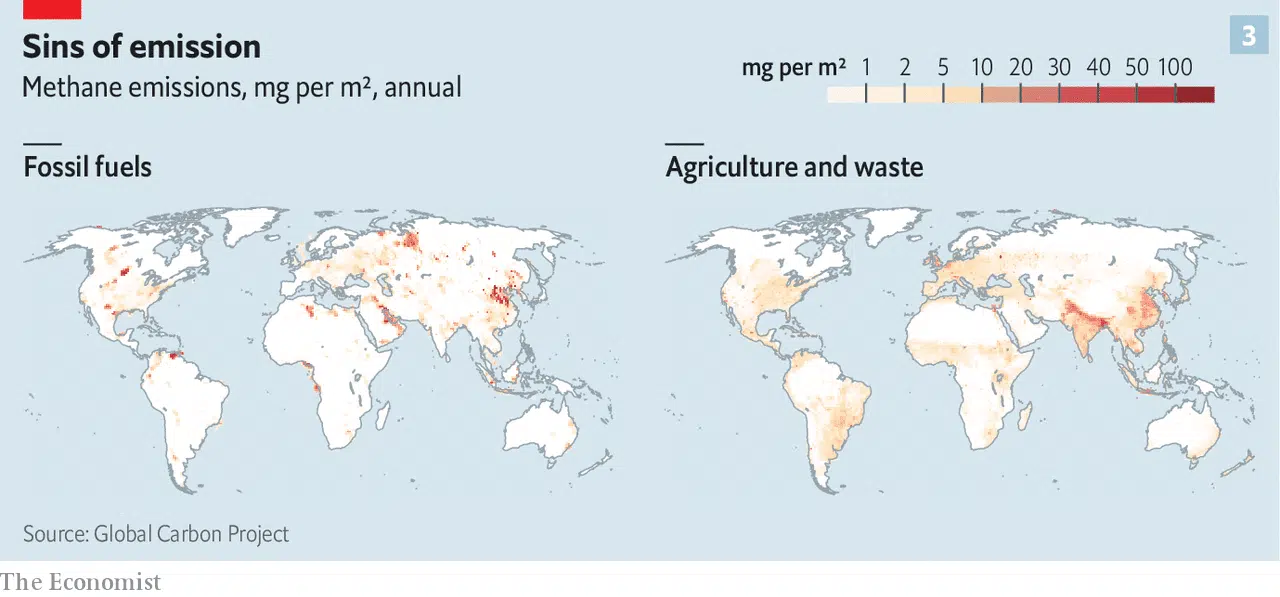 3
Sins of emission
Methane emissions, mg per m², annual
mg per m² 1 2 5 10 20 30 40 50 100
Fossil fuels
Agriculture and waste
Source: Global Carbon Project
The Economist